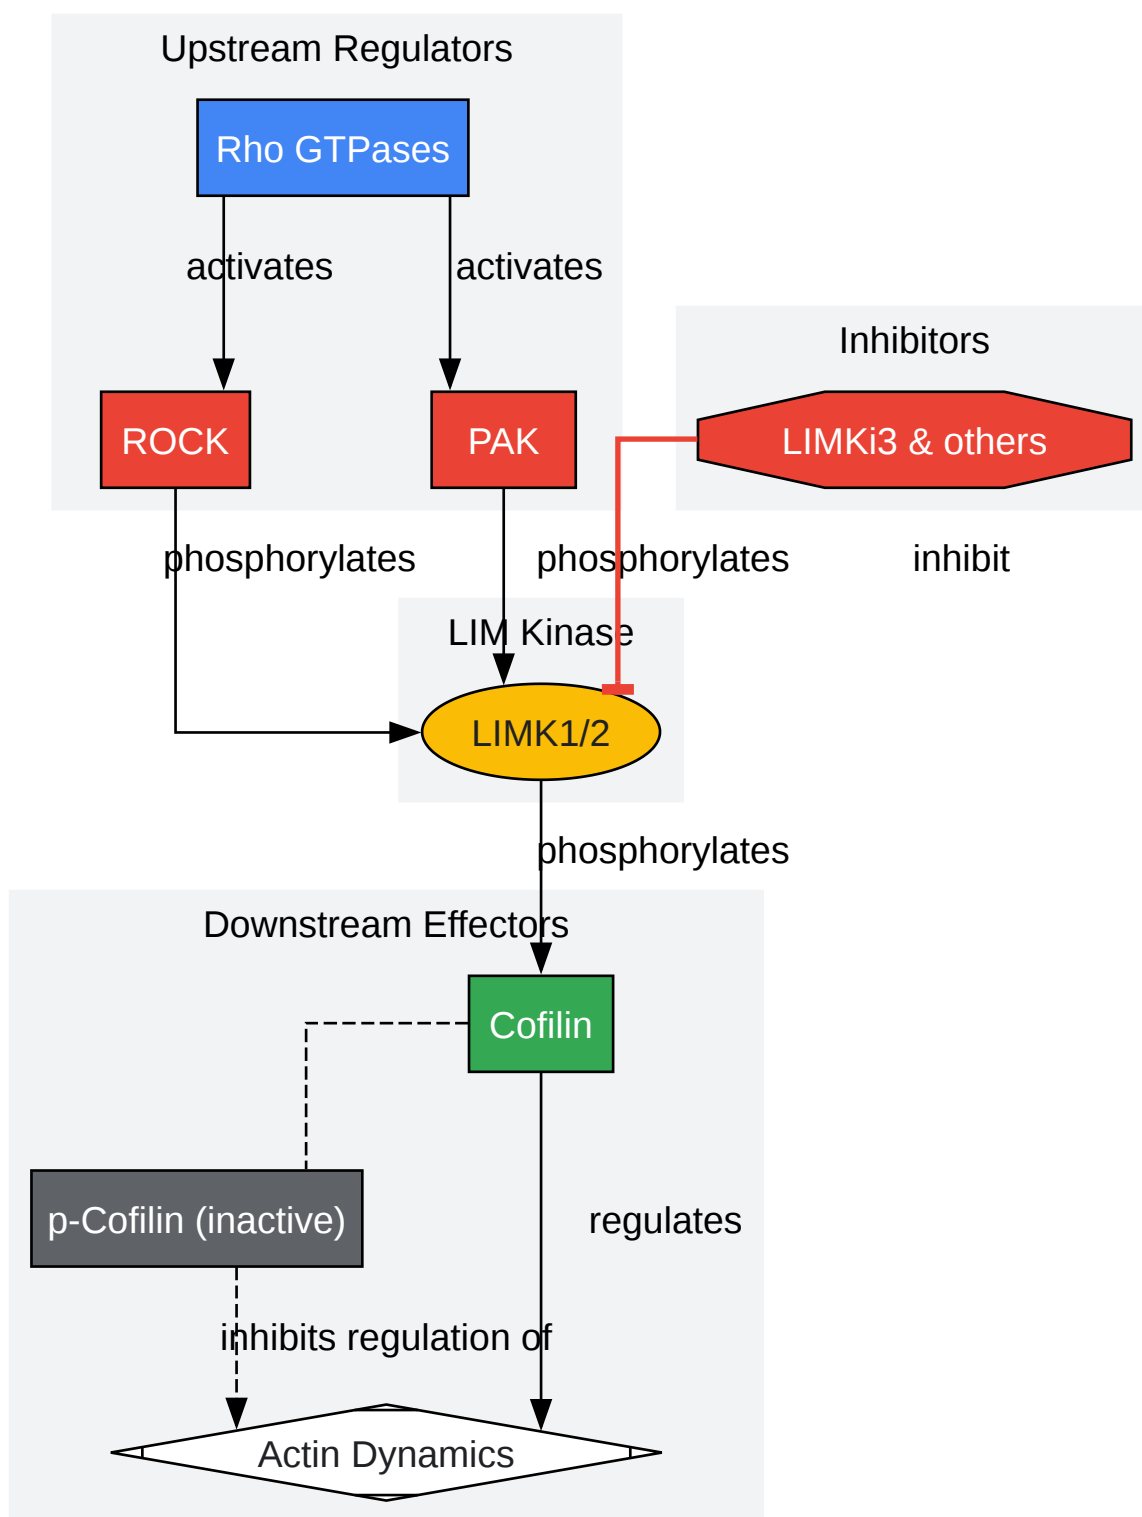 Upstream Regulators
Rho GTPases
activates
activates
Inhibitors
ROCK
PAK
LIMKi3 & others
phosphorylates
phosphorylates
inhibit
LIM Kinase
LIMK1/2
phosphorylates
Downstream Effectors
Cofilin
p-Cofilin (inactive)
regulates
inhibits regulation of
Actin Dynamics